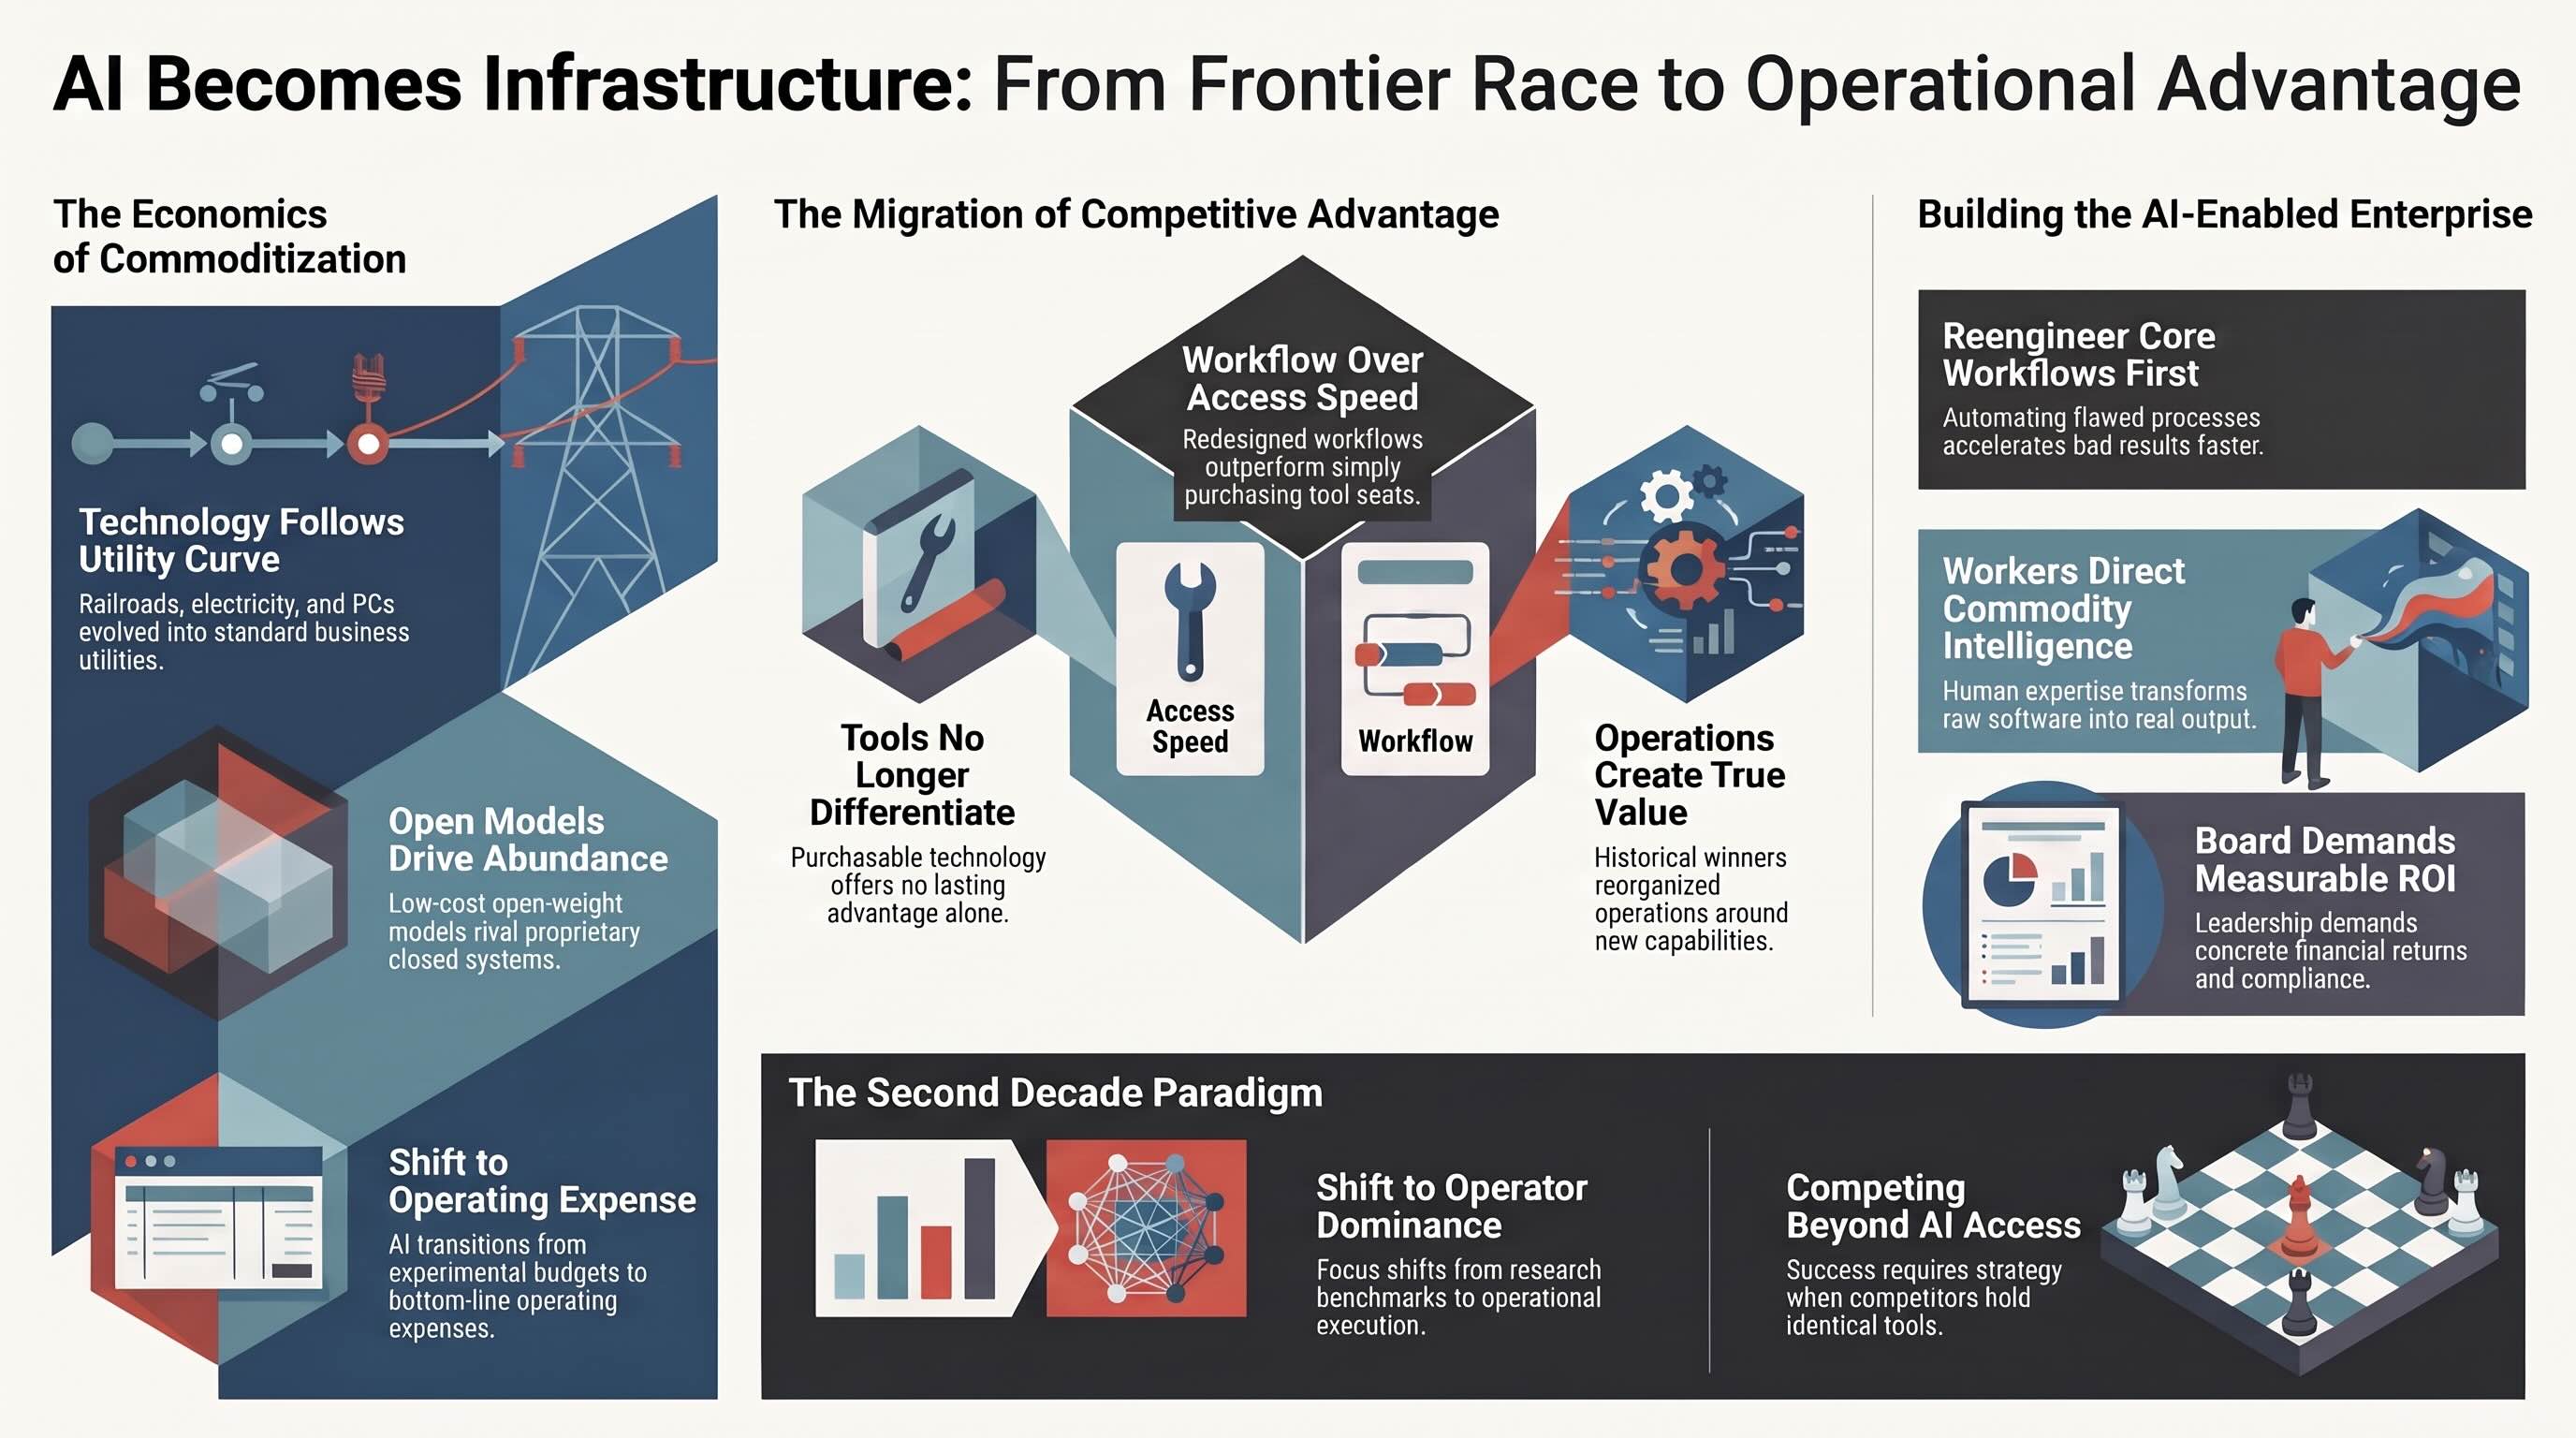 AI Becomes Infrastructure: From Frontier Race to Operational Advantage
The Economics
of Commoditization
Technology Follows
Utility Curve
Railroads, electricity, and PCs
evolved into standard business
utilities.
Open Models
Drive Abundance
Low-cost open-weight
models rival proprietary
closed systems.
Shift to
Operating Expense
AI transitions from
experimental budgets to
bottom-line operating
expenses.
The Migration of Competitive Advantage
Workflow Over
Access Speed
Redesigned workflows
outperform simply
purchasing tool seats.
Access
Speed
Workflow
Tools No
Longer
Differentiate
Purchasable technology
offers no lasting
advantage alone.
Operations
Create True
Value
Historical winners
reorganized
operations around
new capabilities.
Building the AI-Enabled Enterprise
Reengineer Core
Workflows First
Automating flawed processes
accelerates bad results faster.
Workers Direct
Commodity
Intelligence
Human expertise transforms
raw software into real output.
Board Demands
Measurable ROI
Leadership demands
concrete financial returns
and compliance.
The Second Decade Paradigm
Shift to Operator
Dominance
Focus shifts from research
benchmarks to operational
execution.
Competing
Beyond AI Access
Success requires strategy
when competitors hold
identical tools.